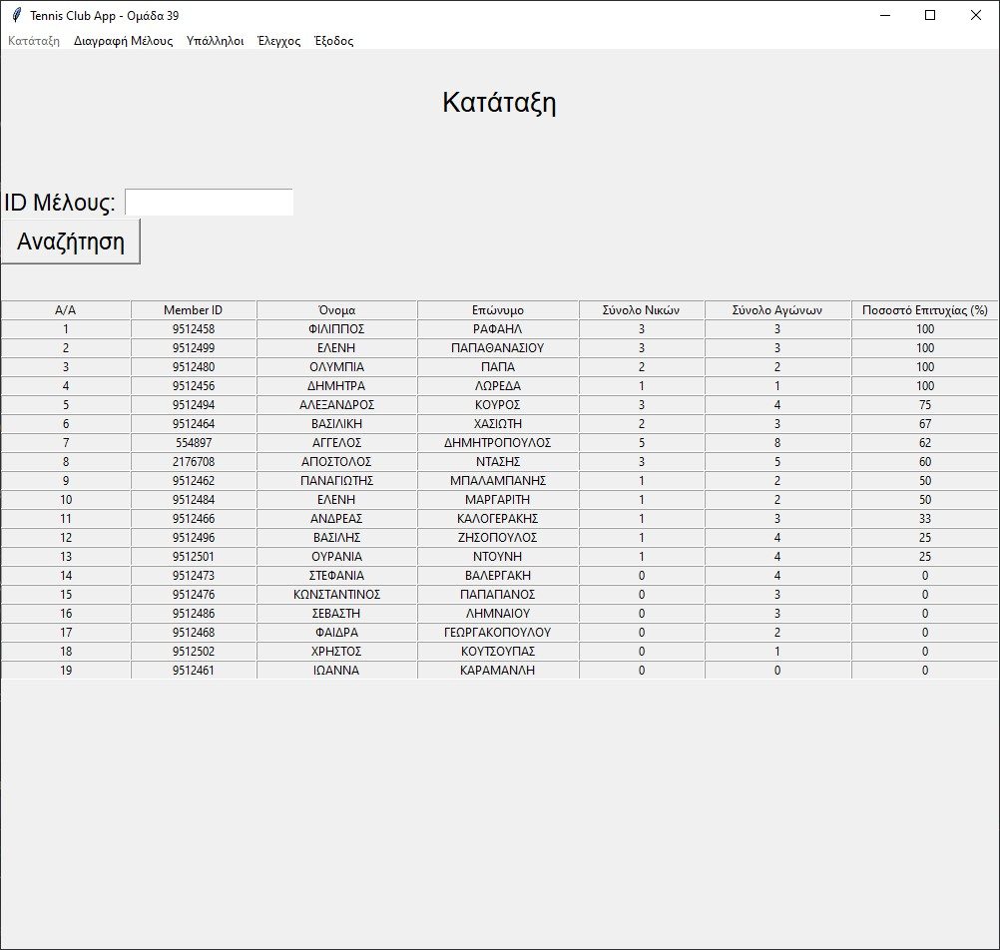 Tennis Club App - Ομάδα 39
Κατάταξη Διαγραφή Μέλους Υπάλληλοι Έλεγχος Έξοδος
Κατάταξη
ID Μέλους:
Αναζήτηση
Α/Α Member ID Όνομα Επώνυμο Σύνολο Νικών Σύνολο Αγώνων Ποσοστό Επιτυχίας (%)
1 9512458 ΦΙΛΙΠΠΟΣ ΡΑΦΑΗΛ 3 3 100
2 9512499 ΕΛΕΝΗ ΠΑΠΑΘΑΝΑΣΙΟΥ 3 3 100
3 9512480 ΟΛΥΜΠΙΑ ΠΑΠΑ 2 2 100
4 9512456 ΔΗΜΗΤΡΑ ΛΩΡΕΔΑ 1 1 100
5 9512494 ΑΛΕΞΑΝΔΡΟΣ ΚΟΥΡΟΣ 3 4 75
6 9512464 ΒΑΣΙΛΙΚΗ ΧΑΣΙΩΤΗ 2 3 67
7 554897 ΑΓΓΕΛΟΣ ΔΗΜΗΤΡΟΠΟΥΛΟΣ 5 8 62
8 2176708 ΑΠΟΣΤΟΛΟΣ ΝΤΑΣΗΣ 3 5 60
9 9512462 ΠΑΝΑΓΙΩΤΗΣ ΜΠΑΛΑΜΠΑΝΗΣ 1 2 50
10 9512484 ΕΛΕΝΗ ΜΑΡΓΑΡΙΤΗ 1 2 50
11 9512466 ΑΝΔΡΕΑΣ ΚΑΛΟΓΕΡΑΚΗΣ 1 3 33
12 9512496 ΒΑΣΙΛΗΣ ΖΗΣΟΠΟΥΛΟΣ 1 4 25
13 9512501 ΟΥΡΑΝΙΑ ΝΤΟΥΝΗ 1 4 25
14 9512473 ΣΤΕΦΑΝΙΑ ΒΑΛΕΡΓΑΚΗ 0 4 0
15 9512476 ΚΩΝΣΤΑΝΤΙΝΟΣ ΠΑΠΑΠΑΝΟΣ 0 3 0
16 9512486 ΣΕΒΑΣΤΗ ΛΗΜΝΑΙΟΥ 0 3 0
17 9512468 ΦΑΙΔΡΑ ΓΕΩΡΓΑΚΟΠΟΥΛΟΥ 0 2 0
18 9512502 ΧΡΗΣΤΟΣ ΚΟΥΤΣΟΥΠΑΣ 0 1 0
19 9512461 ΙΩΑΝΝΑ ΚΑΡΑΜΑΝΛΗ 0 0 0